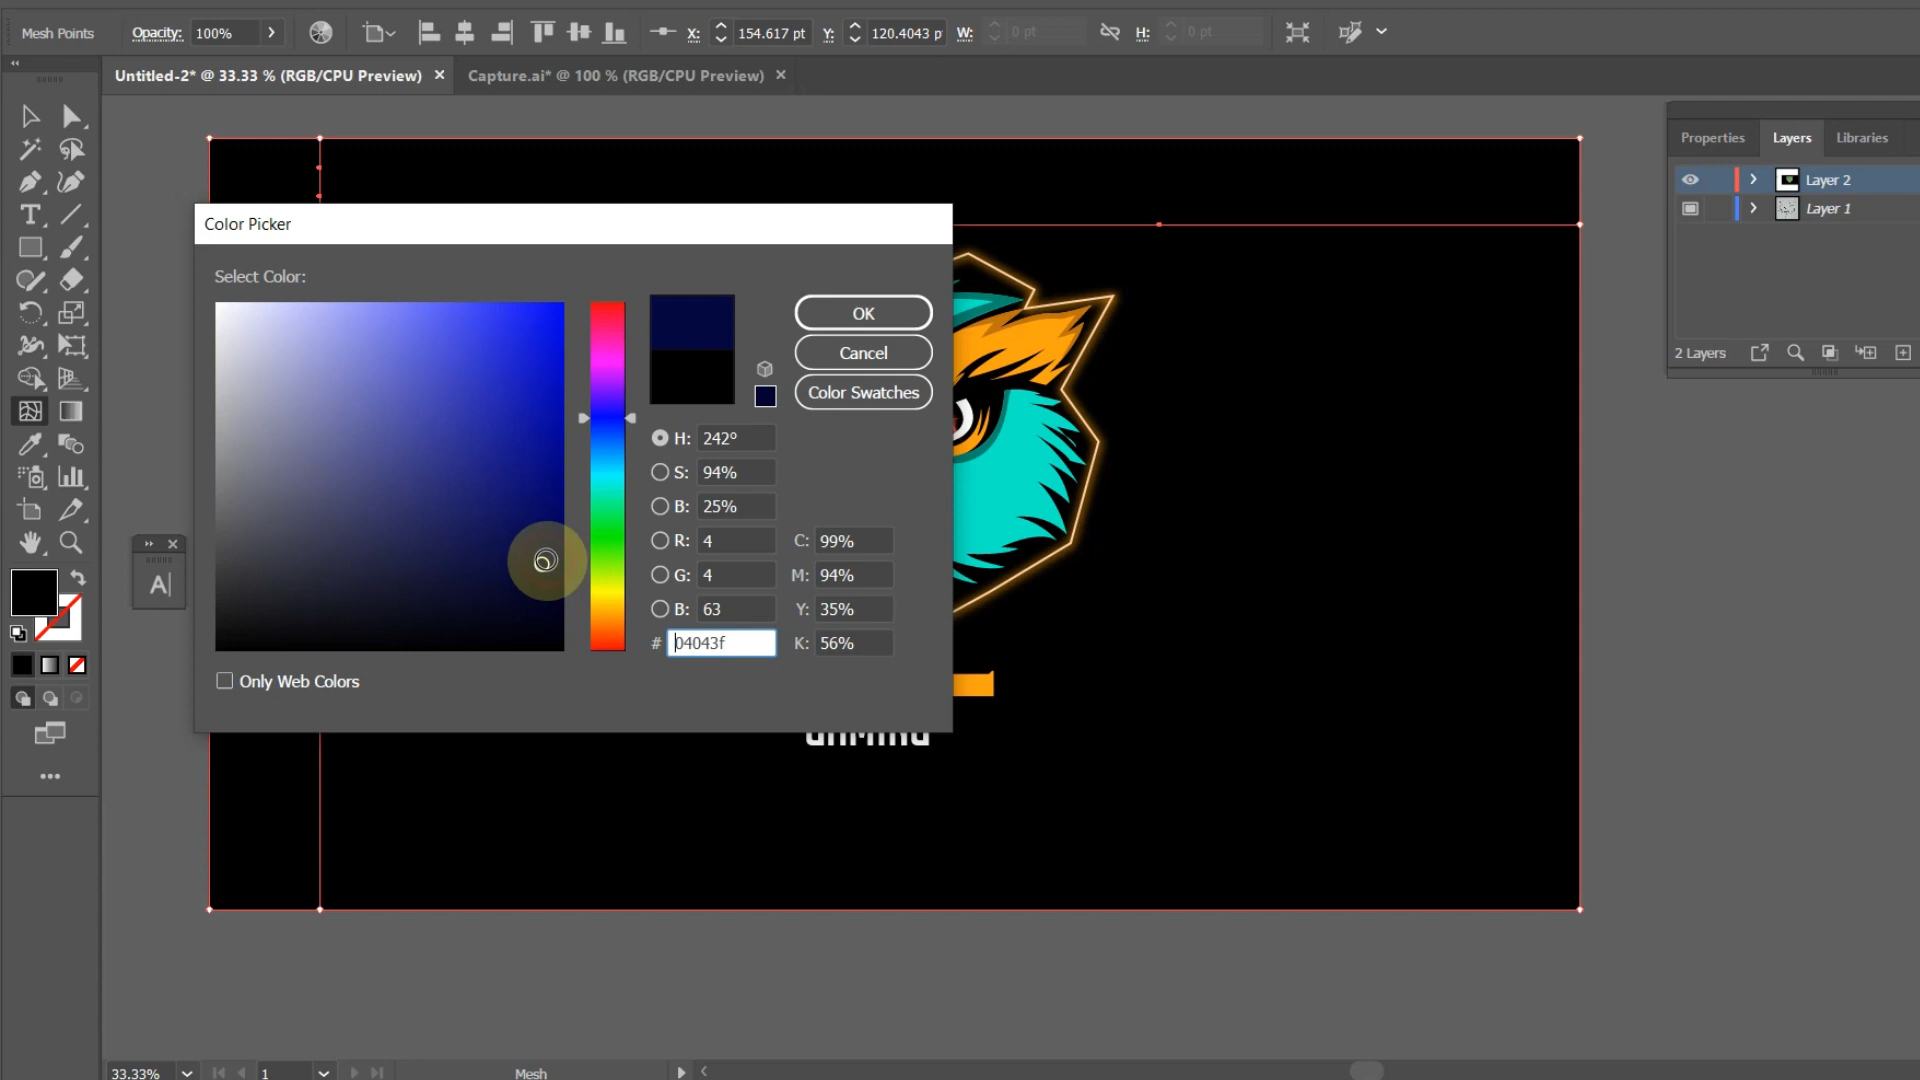 Mesh Points
Opacity:
100%
X:
154.617 pt
Y:
120.4043 p
W:
0 pt
H:
0 pt
Untitled-2* @ 33.33 % (RGB/CPU Preview)
Capture.ai* @ 100 % (RGB/CPU Preview)
Properties
Layers
Libraries
Layer 2
Layer 1
2 Layers
Color Picker
Select Color:
OK
Cancel
Color Swatches
H: 242°
S: 94%
B: 25%
R: 4
G: 4
B: 63
# 04043f
C: 99%
M: 94%
Y: 35%
K: 56%
Only Web Colors
A
GAMING
33.33%
1
Mesh